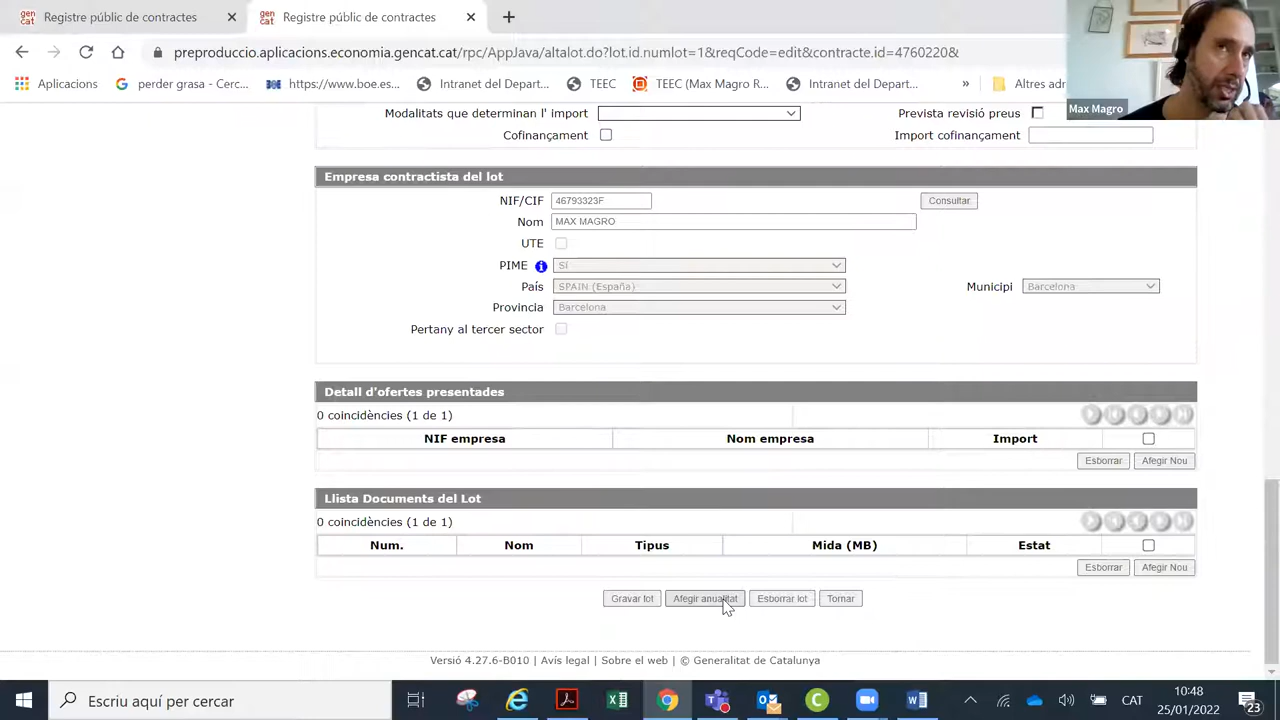 Registre públic de contractes
Registre públic de contractes
preproduccio.aplicacions.economia.gencat.cat/rpc/AppJava/altalot.do?lot.id.numlot=1&reqCode=edit&contracte.id=4760220&
Aplicacions perder grasa - Cerc... https://www.boe.es... Intranet del Depart... TEEC TEEC (Max Magro R... Intranet del Depart... » Altres adr
Max Magro
Modalitats que determinan l' import Prevista revisió preus
Cofinançament Import cofinançament
Empresa contractista del lot
NIF/CIF 46793323F Consultar
Nom MAX MAGRO
UTE
PIME i Sí
País SPAIN (España) Municipi Barcelona
Provincia Barcelona
Pertany al tercer sector
Detall d'ofertes presentades
0 coincidències (1 de 1)
NIF empresa Nom empresa Import
Esborrar Afegir Nou
Llista Documents del Lot
0 coincidències (1 de 1)
Num. Nom Tipus Mida (MB) Estat
Esborrar Afegir Nou
Gravar lot Afegir anualitat Esborrar lot Tornar
Versió 4.27.6-B010 | Avís legal | Sobre el web | © Generalitat de Catalunya
Escriu aquí per cercar
CAT
10:48
25/01/2022
23